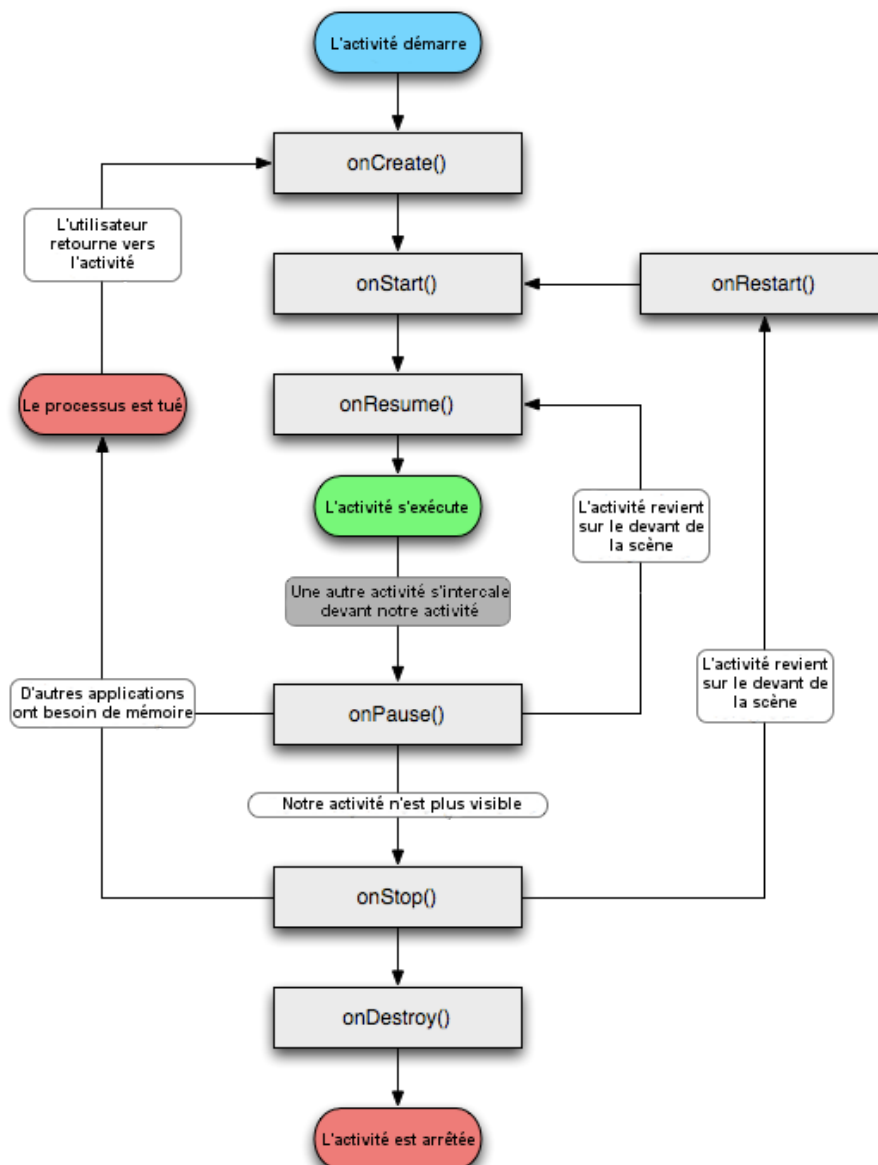 L'activité démarre
onCreate()
L'utilisateur
retourne vers
l'activité
onStart()
onRestart()
Le processus est tué
onResume()
L'activité s'exécute
L'activité revient
sur le devant de
la scène
Une autre activité s'intercale
devant notre activité
L'activité revient
sur le devant de
la scène
D'autres applications
ont besoin de mémoire
onPause()
Notre activité n'est plus visible
onStop()
onDestroy()
L'activité est arrêtée